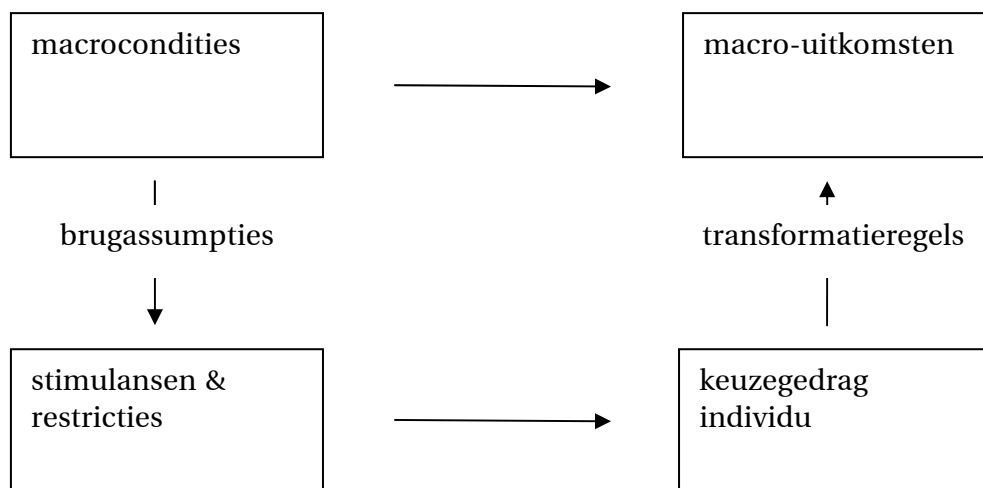 macrocondities
macro-uitkomsten
brugassumpties
transformatieregels
stimulansen &
restricties
keuzegedrag
individu